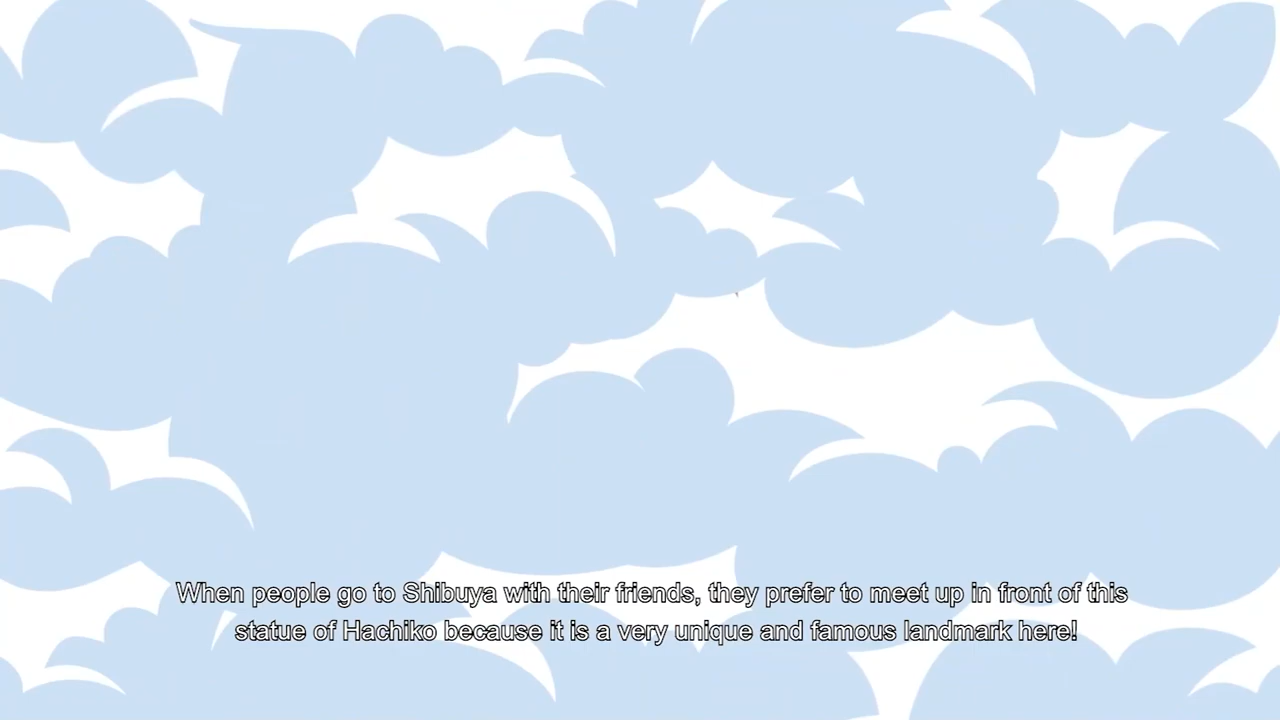 When people go to Shibuya with their friends, they prefer to meet up in front of this
statue of Hachiko because it is a very unique and famous landmark here!